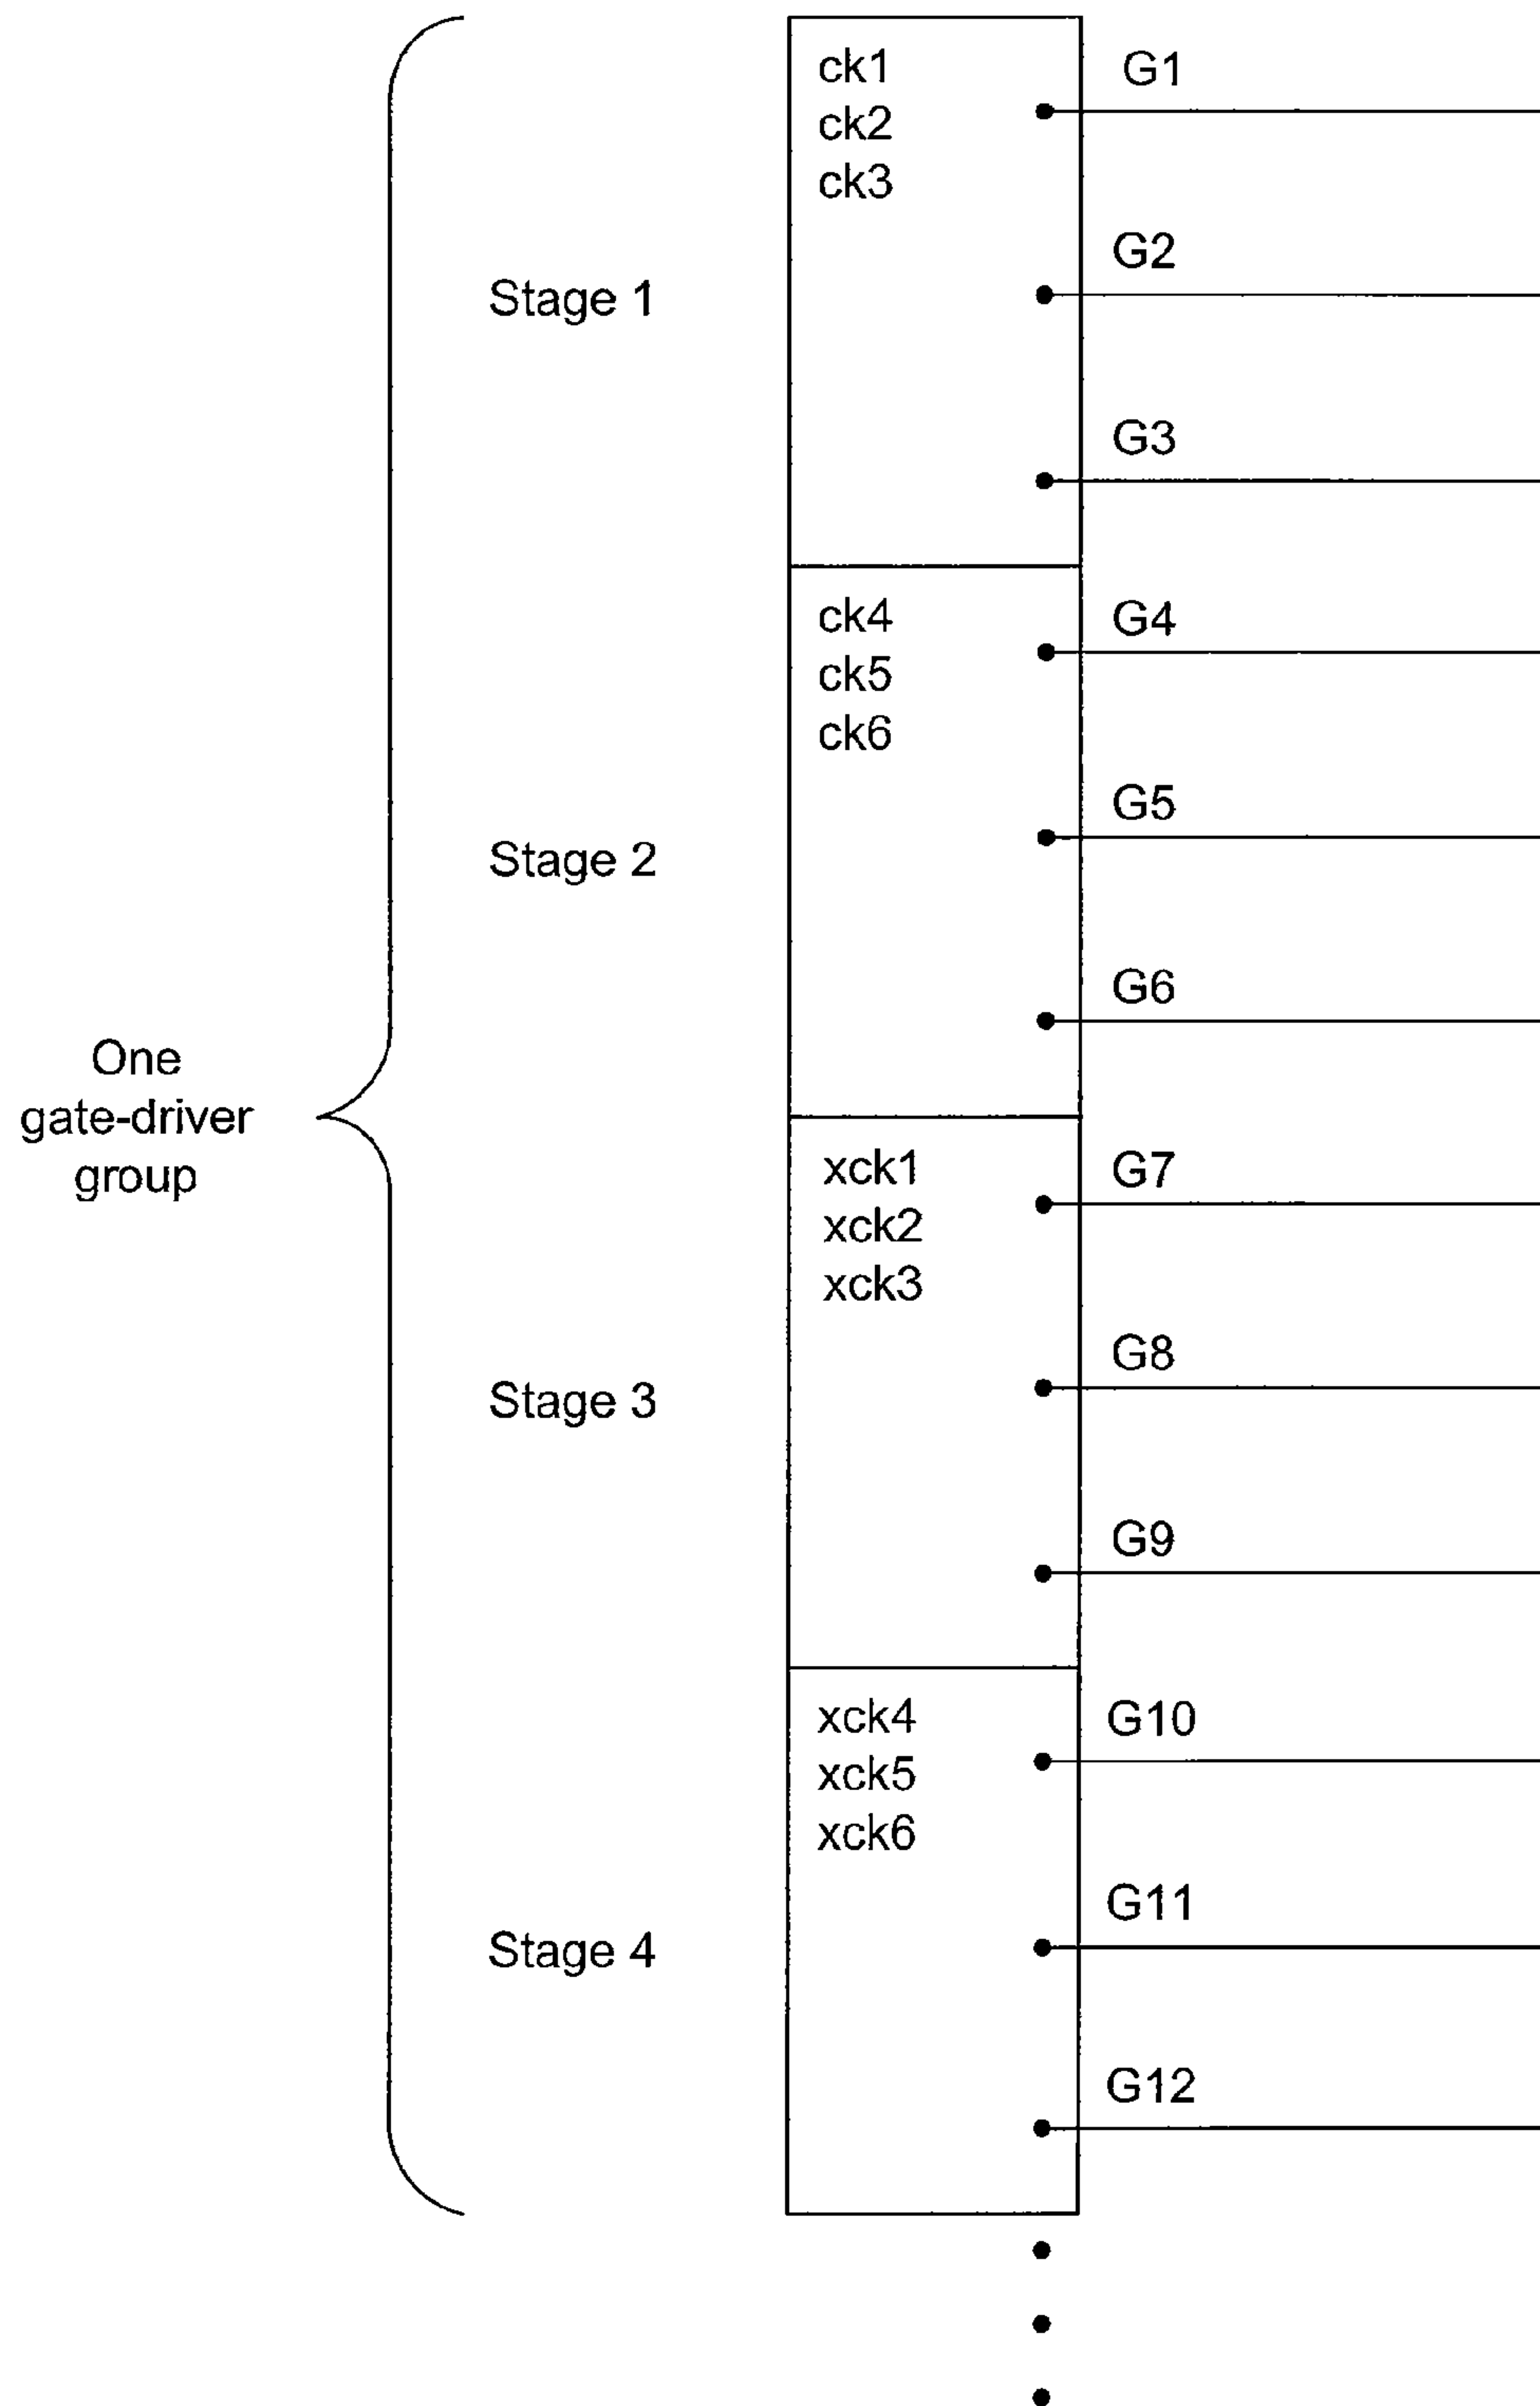 ck1
ck2
ck3
G1
G2
Stage 1
G3
ck4
ck5
ck6
G4
G5
Stage 2
G6
One
gate-driver
group
xck1
xck2
xck3
G7
G8
Stage 3
G9
xck4
xck5
xck6
G10
G11
Stage 4
G12